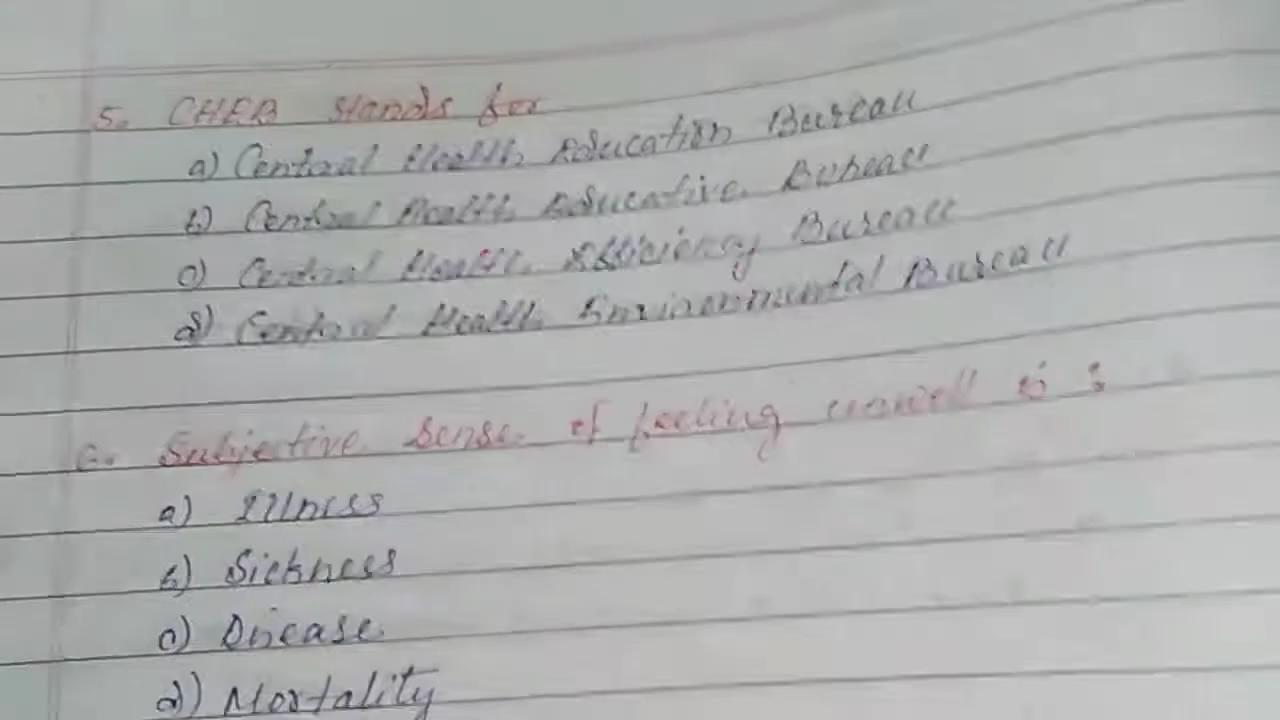 5. CHEB stands for
a) Central Health Education Bureau
b) Central Health Educative Bureau
c) Central Health Efficiency Bureau
d) Central Health Environmental Bureau
6. Subjective sense of feeling unwell is :
a) Illness
b) Sickness
c) Disease
d) Mortality